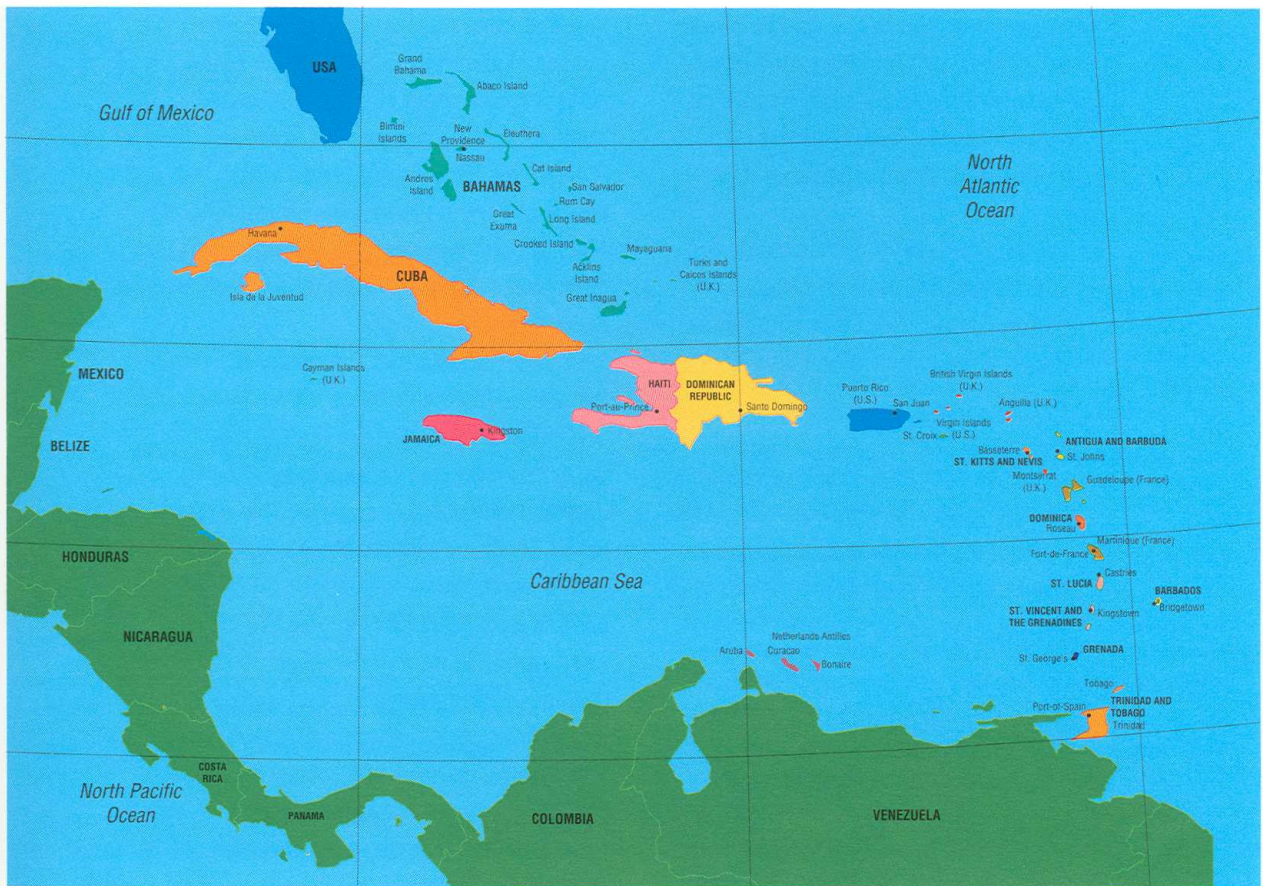 USA
Grand
Bahama
Abaco Island
Gulf of Mexico
Bimini
Islands
New
Providence
Nassau
Eleuthera
North
Atlantic
Ocean
Andros
Island
BAHAMAS
Cat Island
San Salvador
Rum Cay
Great
Exuma
Long Island
Havana
Crooked Island
Mayaguana
CUBA
Acklins
Island
Turks and
Caicos Islands
(U.K.)
Isla de la Juventud
Great Inagua
MEXICO
Cayman Islands
(U.K.)
HAITI
DOMINICAN
REPUBLIC
Port-au-Prince
Santo Domingo
Puerto Rico
(U.S.)
San Juan
British Virgin Islands
(U.K.)
Anguilla (U.K.)
Virgin Islands
(U.S.)
St. Croix
JAMAICA
Kingston
BELIZE
ANTIGUA AND BARBUDA
St. Johns
Basseterre
ST. KITTS AND NEVIS
Montserrat
(U.K.)
Guadeloupe (France)
DOMINICA
Roseau
HONDURAS
Martinique (France)
Fort-de-France
Caribbean Sea
Castries
ST. LUCIA
BARBADOS
Bridgetown
ST. VINCENT AND
THE GRENADINES
Kingstown
NICARAGUA
Netherlands Antilles
Aruba
Curacao
Bonaire
GRENADA
St. George's
Tobago
TRINIDAD AND
TOBAGO
Port-of-Spain
Trinidad
COSTA
RICA
North Pacific
Ocean
PANAMA
COLOMBIA
VENEZUELA